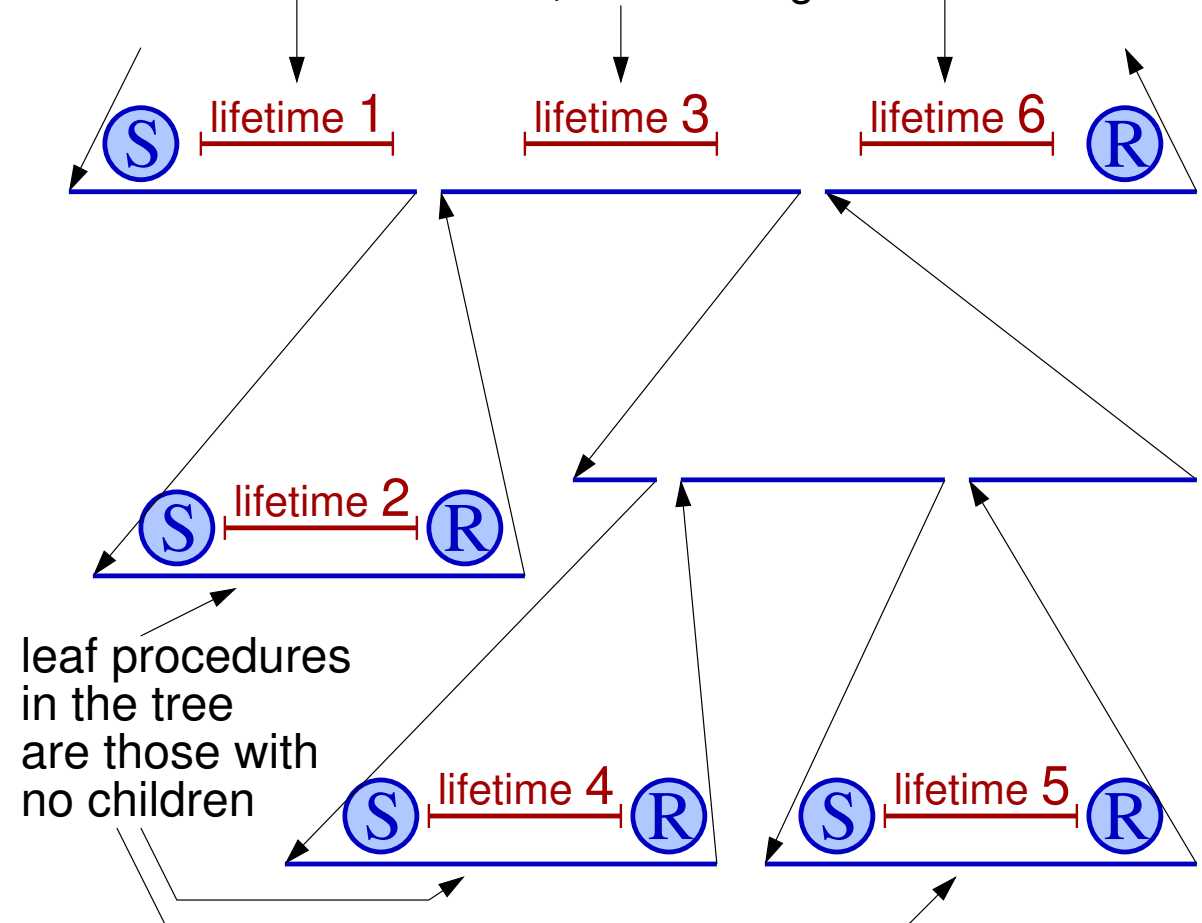 S lifetime 1 lifetime 3 lifetime 6 R
S lifetime 2 R
leaf procedures
in the tree
are those with
no children
S lifetime 4 R S lifetime 5 R